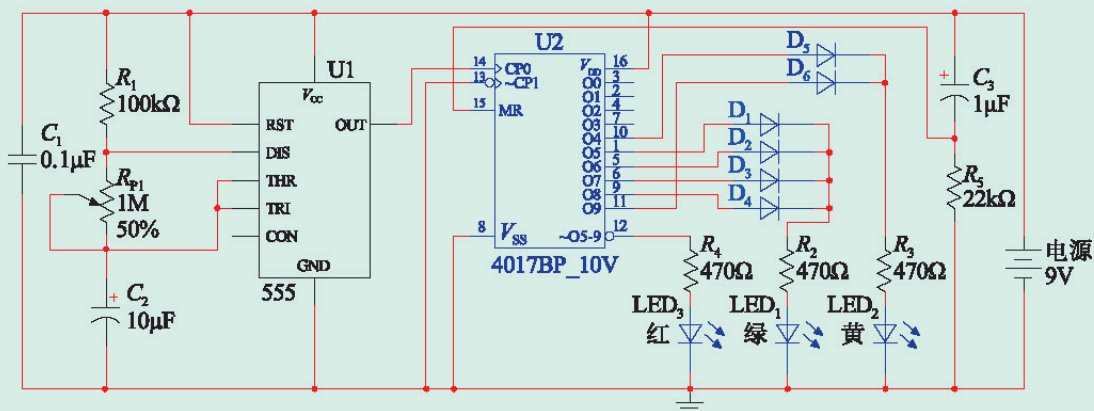 C1
0.1μF
R1
100kΩ
RP1
1M
50%
+
C2
10μF
U1
VCC
RST
DIS
THR
TRI
CON
OUT
GND
555
U2
14
13
15
8
CP0
~CP1
MR
VSS
VDD
O0
O1
O2
O3
O4
O5
O6
O7
O8
O9
~O5-9
16
3
2
4
7
10
1
5
6
9
11
12
4017BP_10V
D5
D6
D1
D2
D3
D4
R4
470Ω
R2
470Ω
R3
470Ω
LED3
红
LED1
绿
LED2
黄
+
C3
1μF
R5
22kΩ
电源
9V